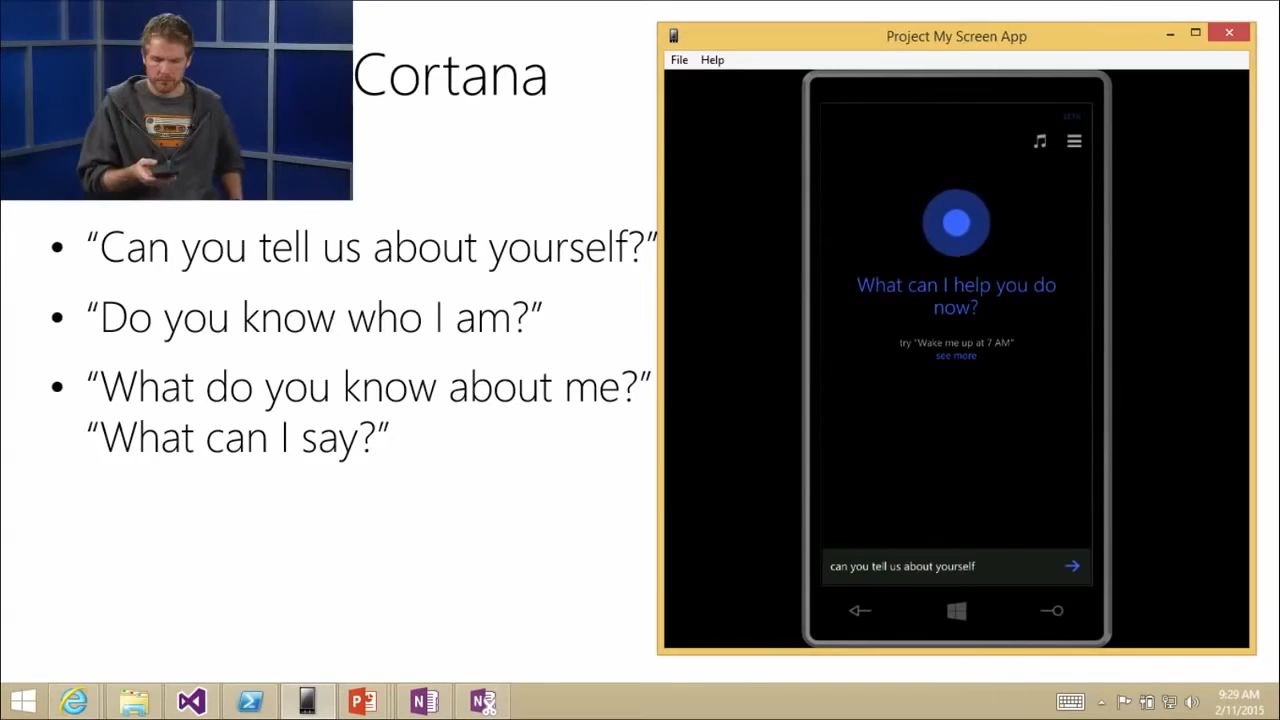 Cortana
• “Can you tell us about yourself?”
• “Do you know who I am?”
• “What do you know about me?”
“What can I say?”
Project My Screen App
File Help
BETA
What can I help you do
now?
try "Wake me up at 7 AM"
see more
can you tell us about yourself
9:29 AM
2/11/2015